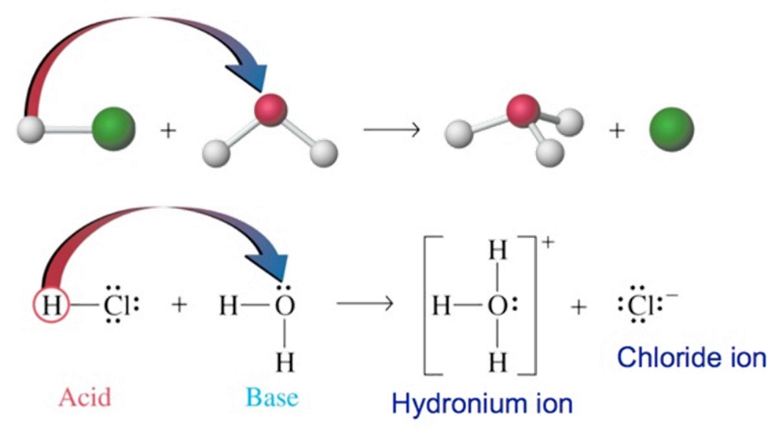 + +
H Cl: + H O H [H H O: H]+ + :Cl:−
Acid Base Hydronium ion Chloride ion